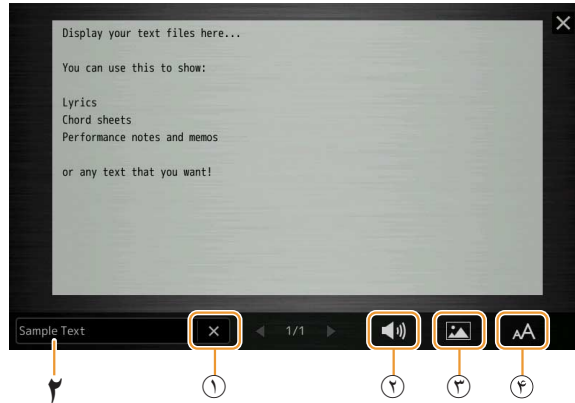 Display your text files here...
You can use this to show:
Lyrics
Chord sheets
Performance notes and memos
or any text that you want!
Sample Text
1/1
AA
۲
۱
۲
۳
۴